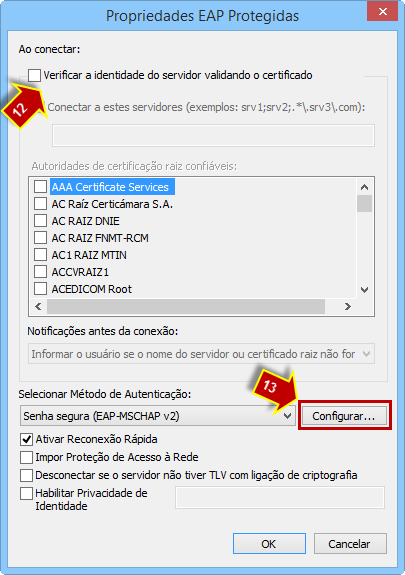 Propriedades EAP Protegidas
Ao conectar:
Verificar a identidade do servidor validando o certificado
12
Conectar a estes servidores (exemplos: srv1;srv2;.*\.srv3\.com):
Autoridades de certificação raiz confiáveis:
AAA Certificate Services
AC Raíz Certicámara S.A.
AC RAIZ DNIE
AC RAIZ FNMT-RCM
AC1 RAIZ MTIN
ACCVRAIZ1
ACEDICOM Root
Notificações antes da conexão:
Informar o usuário se o nome do servidor ou certificado raiz não for
13
Selecionar Método de Autenticação:
Senha segura (EAP-MSCHAP v2)
Configurar...
Ativar Reconexão Rápida
Impor Proteção de Acesso à Rede
Desconectar se o servidor não tiver TLV com ligação de criptografia
Habilitar Privacidade de
Identidade
OK
Cancelar